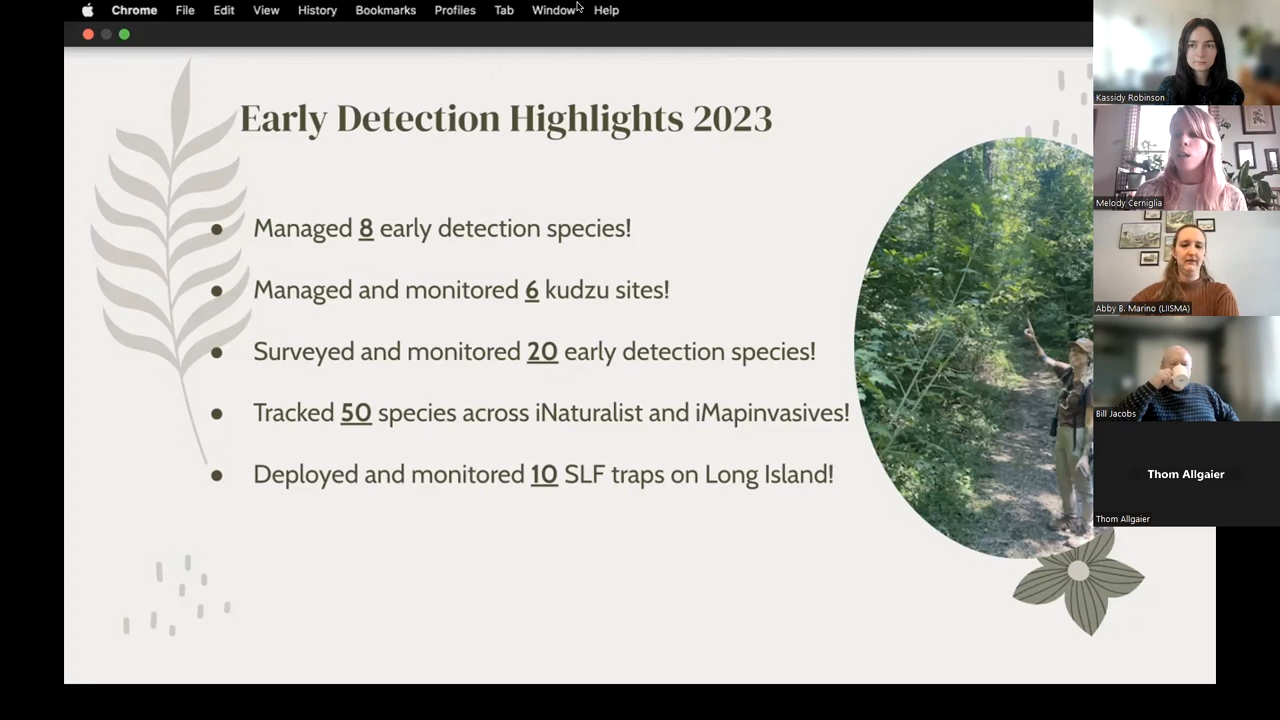 Chrome File Edit View History Bookmarks Profiles Tab Window Help
Early Detection Highlights 2023
● Managed 8 early detection species!
● Managed and monitored 6 kudzu sites!
● Surveyed and monitored 20 early detection species!
● Tracked 50 species across iNaturalist and iMapinvasives!
● Deployed and monitored 10 SLF traps on Long Island!
Kassidy Robinson
Melody Cerniglia
Abby B. Marino (LIISMA)
Bill Jacobs
Thom Allgaier
Thom Allgaier